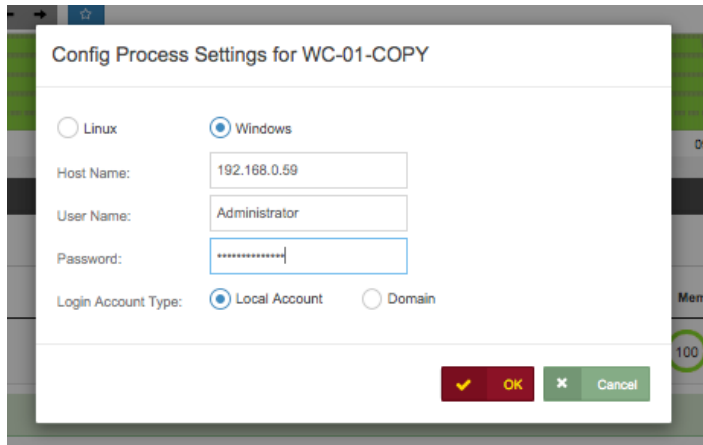 Config Process Settings for WC-01-COPY
Linux Windows
Host Name: 192.168.0.59
User Name: Administrator
Password: **************
Login Account Type: Local Account Domain
Mem
100
OK Cancel